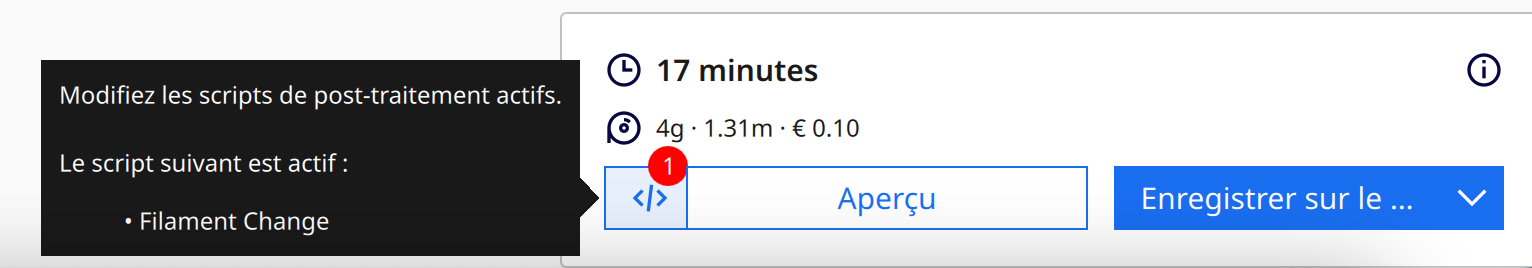 Modifiez les scripts de post-traitement actifs.
Le script suivant est actif :
• Filament Change
17 minutes
4g · 1.31m · € 0.10
1
</>
Aperçu
Enregistrer sur le ...